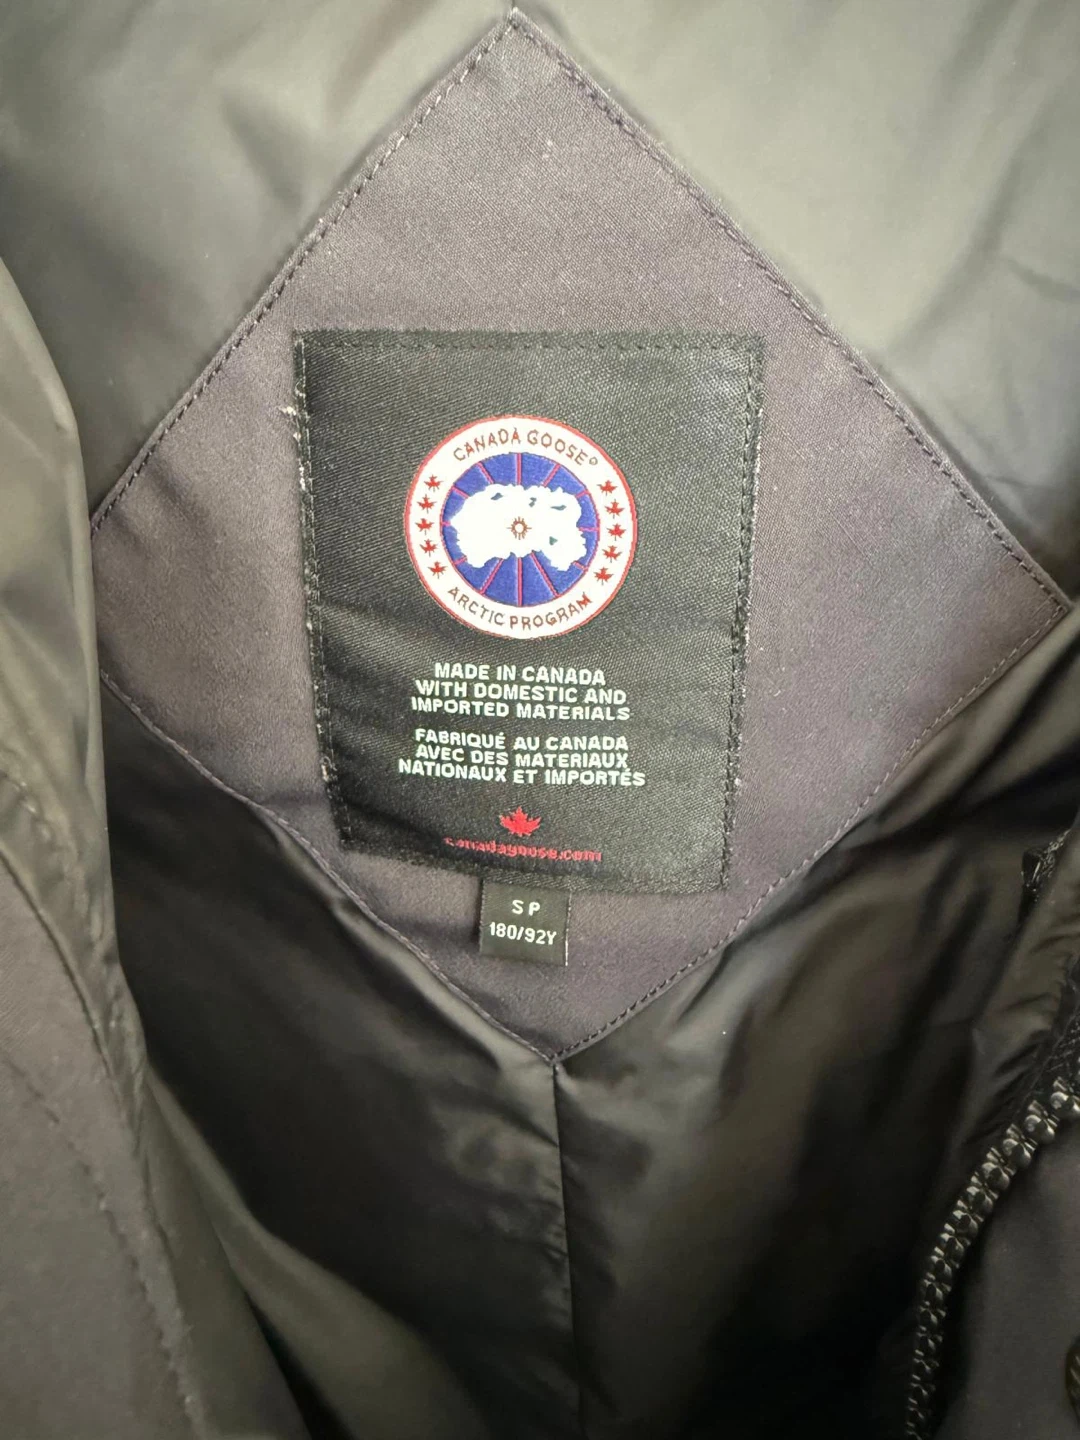 CANADA GOOSE®
ARCTIC PROGRAM
MADE IN CANADA
WITH DOMESTIC AND
IMPORTED MATERIALS
FABRIQUÉ AU CANADA
AVEC DES MATERIAUX
NATIONAUX ET IMPORTÉS
canadagoose.com
S P
180/92Y